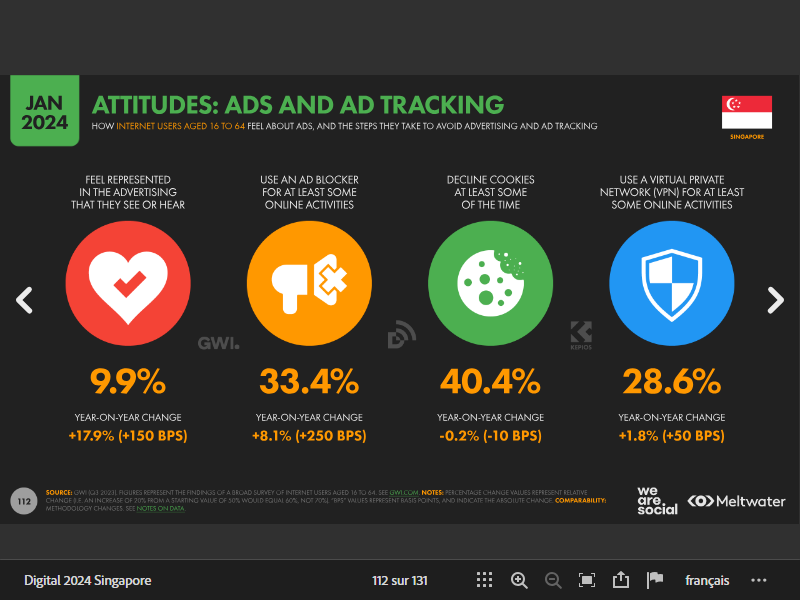 JAN
2024
ATTITUDES: ADS AND AD TRACKING
HOW INTERNET USERS AGED 16 TO 64 FEEL ABOUT ADS, AND THE STEPS THEY TAKE TO AVOID ADVERTISING AND AD TRACKING
SINGAPORE
FEEL REPRESENTED
IN THE ADVERTISING
THAT THEY SEE OR HEAR
USE AN AD BLOCKER
FOR AT LEAST SOME
ONLINE ACTIVITIES
DECLINE COOKIES
AT LEAST SOME
OF THE TIME
USE A VIRTUAL PRIVATE
NETWORK (VPN) FOR AT LEAST
SOME ONLINE ACTIVITIES
GWI.
KEPIOS
9.9%
33.4%
40.4%
28.6%
YEAR-ON-YEAR CHANGE
+17.9% (+150 BPS)
YEAR-ON-YEAR CHANGE
+8.1% (+250 BPS)
YEAR-ON-YEAR CHANGE
-0.2% (-10 BPS)
YEAR-ON-YEAR CHANGE
+1.8% (+50 BPS)
112
SOURCE: GWI (Q3 2023). FIGURES REPRESENT THE FINDINGS OF A BROAD SURVEY OF INTERNET USERS AGED 16 TO 64. SEE GWI.COM. NOTES: PERCENTAGE CHANGE VALUES REPRESENT RELATIVE
CHANGE (I.E. AN INCREASE OF 20% FROM A STARTING VALUE OF 50% WOULD EQUAL 60%, NOT 70%). "BPS" VALUES REPRESENT BASIS POINTS, AND INDICATE THE ABSOLUTE CHANGE. COMPARABILITY:
METHODOLOGY CHANGES. SEE NOTES ON DATA.
we
are.
social
Meltwater
Digital 2024 Singapore
112 sur 131
français